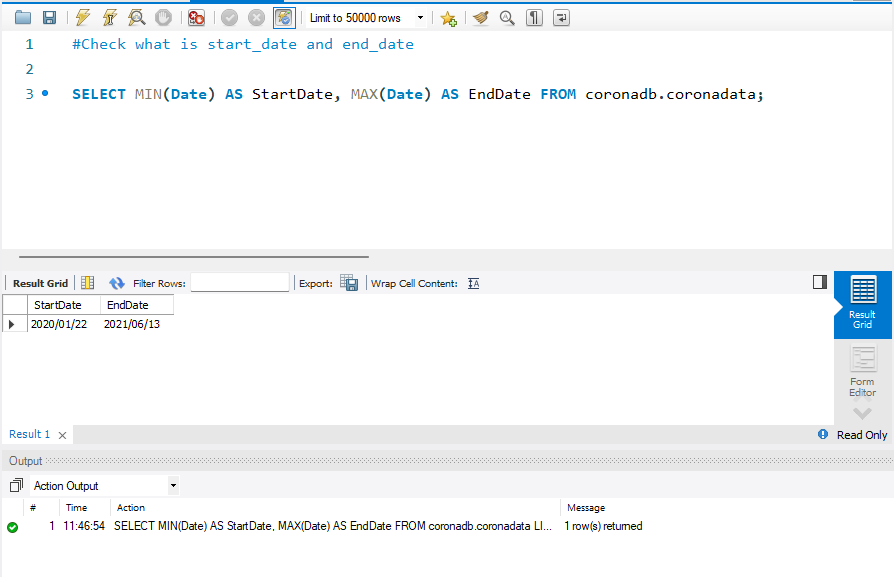 Limit to 50000 rows
1 #Check what is start_date and end_date
2
3 SELECT MIN(Date) AS StartDate, MAX(Date) AS EndDate FROM coronadb.coronadata;
Result Grid Filter Rows: Export: Wrap Cell Content:
StartDate EndDate
2020/01/22 2021/06/13
Result
Grid
Form
Editor
Result 1
Read Only
Output
Action Output
# Time Action Message
1 11:46:54 SELECT MIN(Date) AS StartDate, MAX(Date) AS EndDate FROM coronadb.coronadata LI... 1 row(s) returned